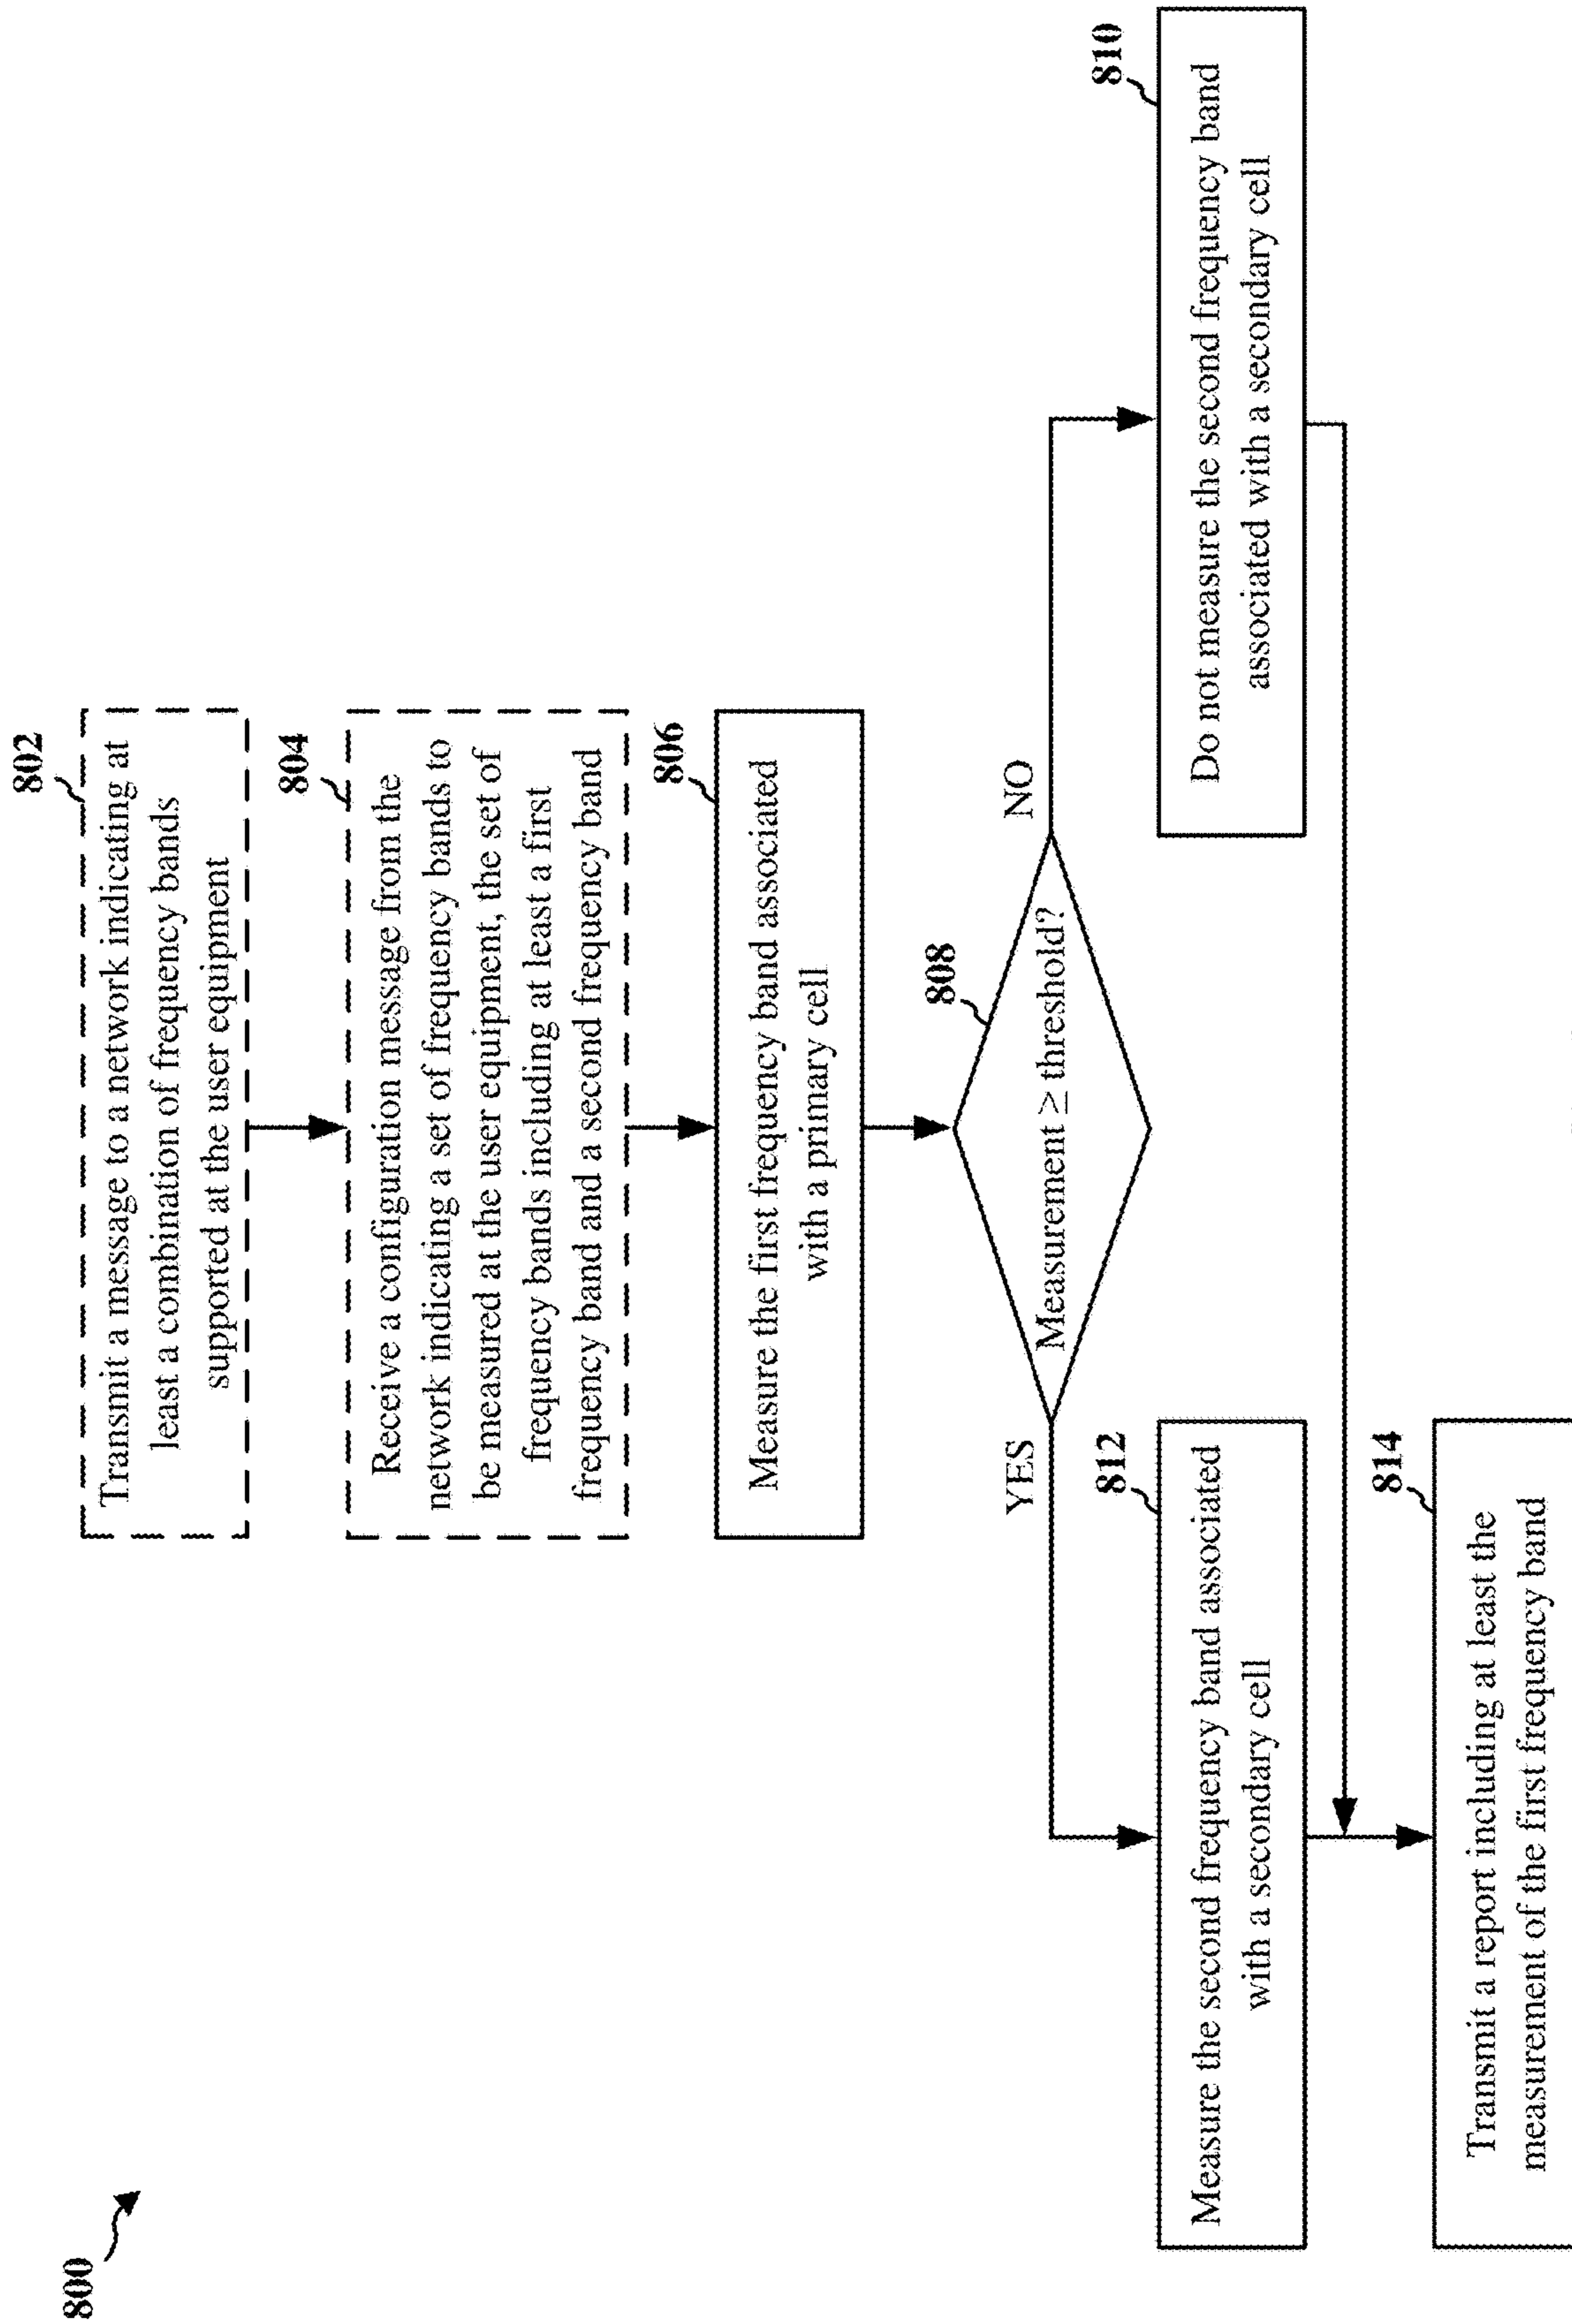 800
802
Transmit a message to a network indicating at
least a combination of frequency bands
supported at the user equipment
804
Receive a configuration message from the
network indicating a set of frequency bands to
be measured at the user equipment, the set of
frequency bands including at least a first
frequency band and a second frequency band
806
Measure the first frequency band associated
with a primary cell
808
Measurement ≥ threshold?
YES
NO
812
Measure the second frequency band associated
with a secondary cell
810
Do not measure the second frequency band
associated with a secondary cell
814
Transmit a report including at least the
measurement of the first frequency band